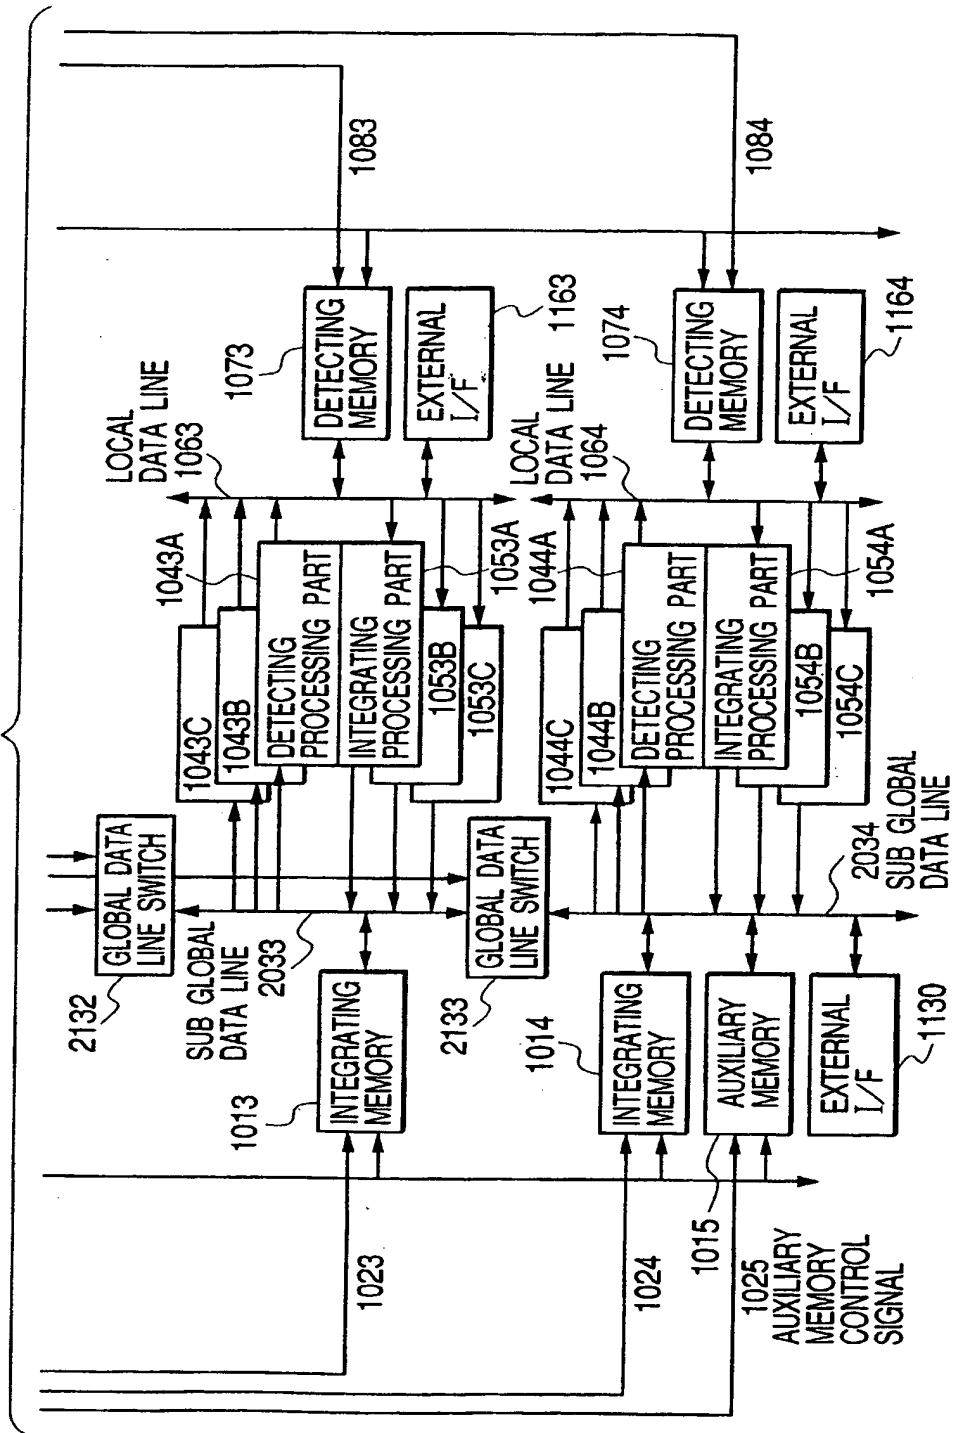 1083
1084
1073
DETECTING
MEMORY
EXTERNAL
I/F
1163
1074
DETECTING
MEMORY
EXTERNAL
I/F
1164
LOCAL
DATA LINE
1063
LOCAL
DATA LINE
1064
1043A
1043C
1043B
DETECTING
PROCESSING PART
INTEGRATING
PROCESSING PART
1053B
1053C
1053A
1044A
1044C
1044B
DETECTING
PROCESSING PART
INTEGRATING
PROCESSING PART
1054B
1054C
1054A
GLOBAL DATA
LINE SWITCH
2132
SUB GLOBAL
DATA LINE
2033
GLOBAL DATA
LINE SWITCH
2133
2034
SUB GLOBAL
DATA LINE
1013
INTEGRATING
MEMORY
1014
INTEGRATING
MEMORY
AUXILIARY
MEMORY
EXTERNAL
I/F
1130
1023
1024
1015
1025
AUXILIARY
MEMORY
CONTROL
SIGNAL